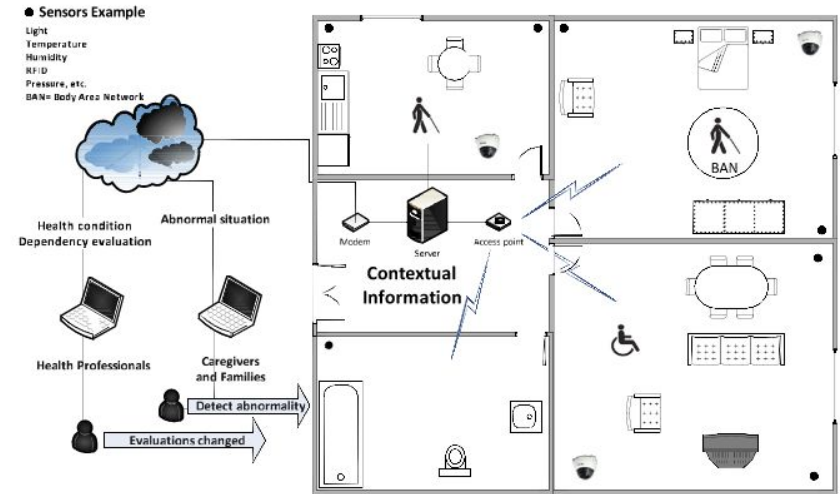 Sensors Example
Light
Temperature
Humidity
RFID
Pressure, etc.
BAN= Body Area Network
Health condition
Dependency evaluation
Abnormal situation
Health Professionals
Caregivers
and Families
Detect abnormality
Evaluations changed
Modem
Server
Access point
Contextual
Information
BAN